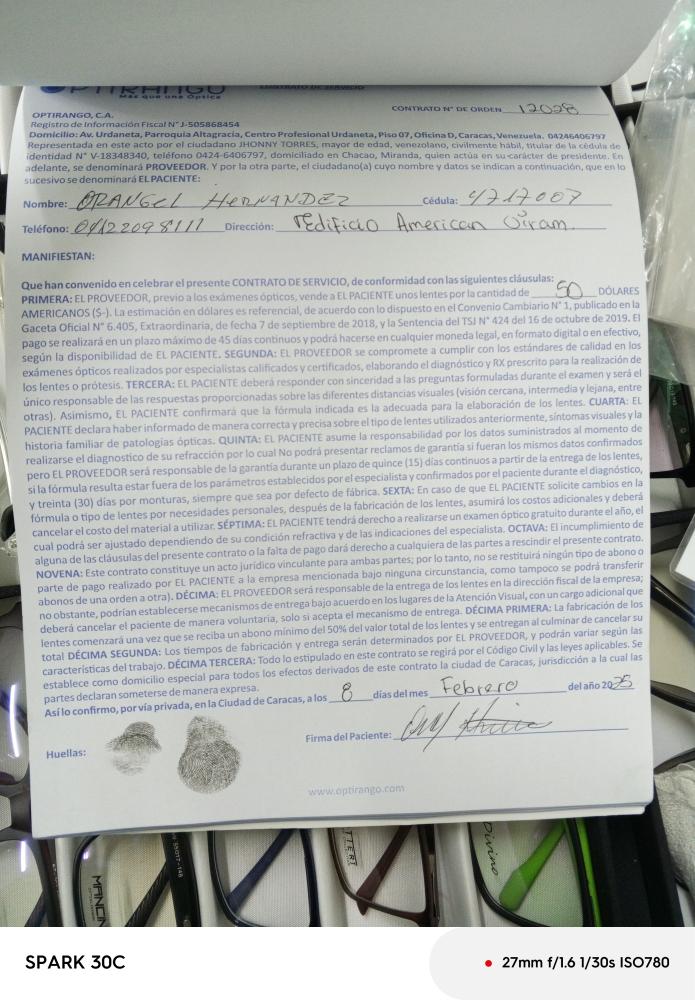 OPTIRANGO
Más que una Óptica
CONTRATO DE SERVICIO
CONTRATO N° DE ORDEN 12028
OPTIRANGO, C.A.
Registro de Información Fiscal N° J-505868454
Domicilio: Av. Urdaneta, Parroquia Altagracia, Centro Profesional Urdaneta, Piso 07, Oficina D, Caracas, Venezuela. 04246406797
Representada en este acto por el ciudadano JHONNY TORRES, mayor de edad, venezolano, civilmente hábil, titular de la cédula de
identidad N° V-18348340, teléfono 0424-6406797, domiciliado en Chacao, Miranda, quien actúa en su carácter de presidente. En
adelante, se denominará PROVEEDOR. Y por la otra parte, el ciudadano(a) cuyo nombre y datos se indican a continuación, que en lo
sucesivo se denominará EL PACIENTE:
Nombre: ORANGEL HERNANDEZ Cédula: 4717007
Teléfono: 04122098111 Dirección: Edificio American
MANIFIESTAN:
Que han convenido en celebrar el presente CONTRATO DE SERVICIO, de conformidad con las siguientes cláusulas:
PRIMERA: EL PROVEEDOR, previo a los exámenes ópticos, vende a EL PACIENTE unos lentes por la cantidad de 50 DÓLARES
AMERICANOS ($-). La estimación en dólares es referencial, de acuerdo con lo dispuesto en el Convenio Cambiario N° 1, publicado en la
Gaceta Oficial N° 6.405, Extraordinaria, de fecha 7 de septiembre de 2018, y la Sentencia del TSJ N° 424 del 16 de octubre de 2019. El
pago se realizará en un plazo máximo de 45 días continuos y podrá hacerse en cualquier moneda legal, en formato digital o en efectivo,
según la disponibilidad de EL PACIENTE. SEGUNDA: EL PROVEEDOR se compromete a cumplir con los estándares de calidad en los
exámenes ópticos realizados por especialistas calificados y certificados, elaborando el diagnóstico y RX prescrito para la realización de
los lentes o prótesis. TERCERA: EL PACIENTE deberá responder con sinceridad a las preguntas formuladas durante el examen y será el
único responsable de las respuestas proporcionadas sobre las diferentes distancias visuales (visión cercana, intermedia y lejana, entre
otras). Asimismo, EL PACIENTE confirmará que la fórmula indicada es la adecuada para la elaboración de los lentes. CUARTA: EL
PACIENTE declara haber informado de manera correcta y precisa sobre el tipo de lentes utilizados anteriormente, síntomas visuales y la
historia familiar de patologías ópticas. QUINTA: EL PACIENTE asume la responsabilidad por los datos suministrados al momento de
realizarse el diagnostico de su refracción por lo cual No podrá presentar reclamos de garantía si fueran los mismos datos confirmados
pero EL PROVEEDOR será responsable de la garantía durante un plazo de quince (15) días continuos a partir de la entrega de los lentes,
si la fórmula resulta estar fuera de los parámetros establecidos por el especialista y confirmados por el paciente durante el diagnóstico,
y treinta (30) días por monturas, siempre que sea por defecto de fábrica. SEXTA: En caso de que EL PACIENTE solicite cambios en la
fórmula o tipo de lentes por necesidades personales, después de la fabricación de los lentes, asumirá los costos adicionales y deberá
cancelar el costo del material a utilizar. SÉPTIMA: EL PACIENTE tendrá derecho a realizarse un examen óptico gratuito durante el año, el
cual podrá ser ajustado dependiendo de su condición refractiva y de las indicaciones del especialista. OCTAVA: El incumplimiento de
alguna de las cláusulas del presente contrato o la falta de pago dará derecho a cualquiera de las partes a rescindir el presente contrato.
NOVENA: Este contrato constituye un acto jurídico vinculante para ambas partes; por lo tanto, no se restituirá ningún tipo de abono o
parte de pago realizado por EL PACIENTE a la empresa mencionada bajo ninguna circunstancia, como tampoco se podrá transferir
abonos de una orden a otra). DÉCIMA: EL PROVEEDOR será responsable de la entrega de los lentes en la dirección fiscal de la empresa;
no obstante, podrían establecerse mecanismos de entrega bajo acuerdo en los lugares de Atención Visual, con un cargo adicional que
deberá cancelar el paciente de manera voluntaria, solo si acepta el mecanismo de entrega. DÉCIMA PRIMERA: La fabricación de los
lentes comenzará una vez que se reciba un abono mínimo del 50% del valor total de los lentes y se entregan al culminar de cancelar su
total DÉCIMA SEGUNDA: Los tiempos de fabricación y entrega serán determinados por EL PROVEEDOR, y podrán variar según las
características del trabajo. DÉCIMA TERCERA: Todo lo estipulado en este contrato se regirá por el Código Civil y las leyes aplicables. Se
establece como domicilio especial para todos los efectos derivados de este contrato la ciudad de Caracas, jurisdicción a la cual las
partes declaran someterse de manera expresa.
Así lo confirmo, por vía privada, en la Ciudad de Caracas, a los 8 días del mes Febrero del año 2025
Huellas:
Firma del Paciente:
www.optirango.com
Divino
SPARK 30C
27mm f/1.6 1/30s ISO780